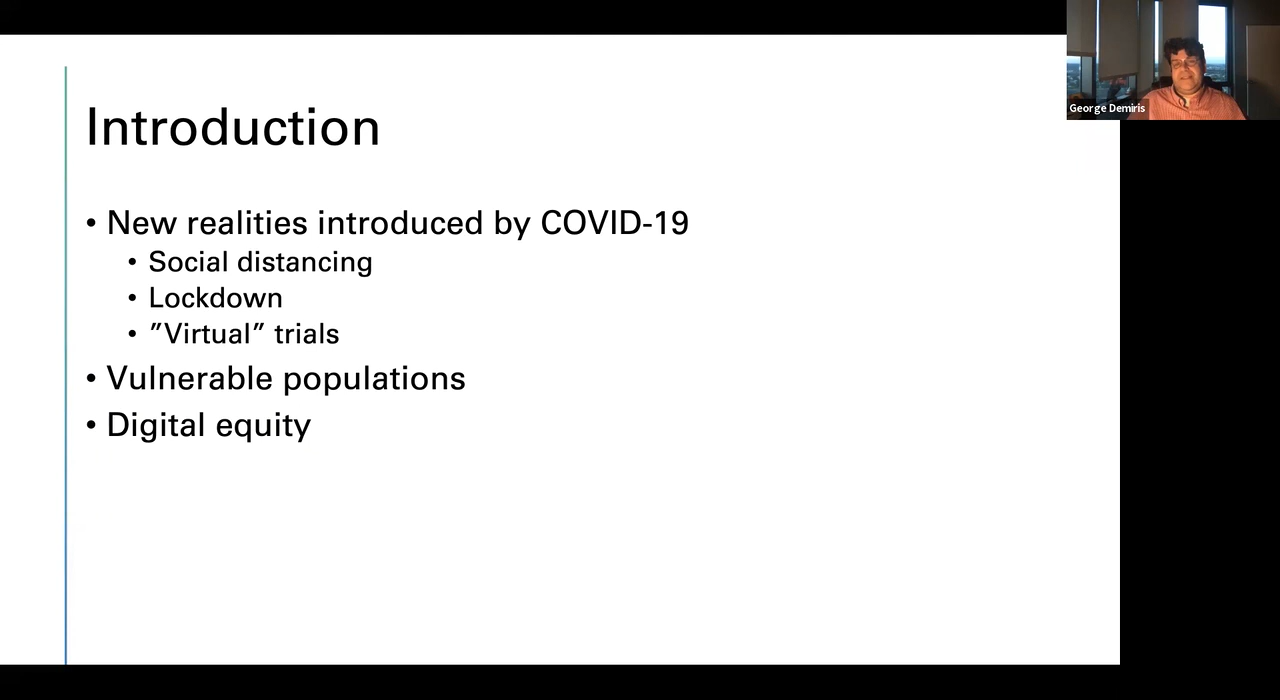 Introduction
• New realities introduced by COVID-19
• Social distancing
• Lockdown
• ”Virtual” trials
• Vulnerable populations
• Digital equity
George Demiris